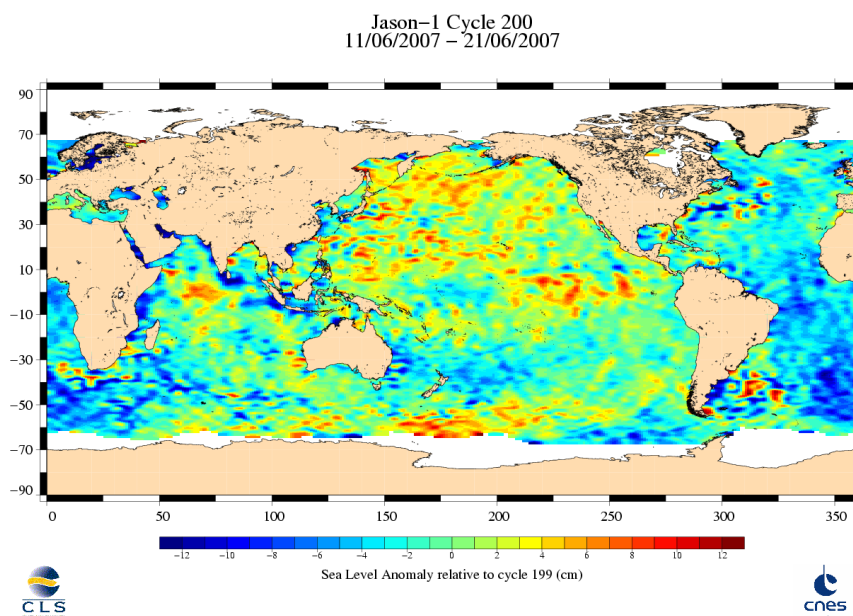 Jason−1 Cycle 200
11/06/2007 − 21/06/2007
90
70
50
30
10
−10
−30
−50
−70
−90
0 50 100 150 200 250 300 350
−12 −10 −8 −6 −4 −2 0 2 4 6 8 10 12
Sea Level Anomaly relative to cycle 199 (cm)
CLS
cnes